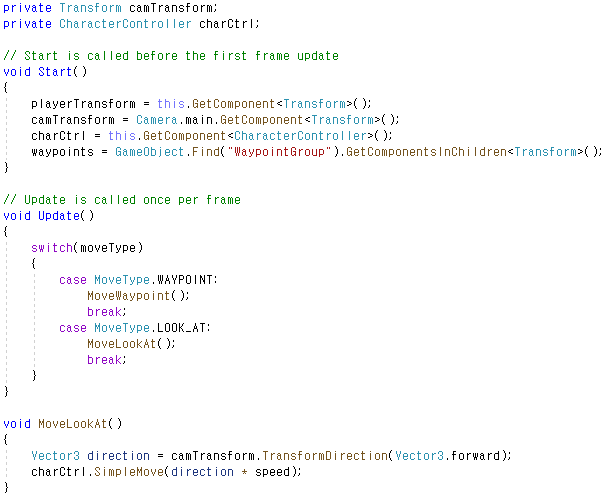 private Transform camTransform;
private CharacterController charCtrl;
// Start is called before the first frame update
void Start()
{
playerTransform = this.GetComponent<Transform>();
camTransform = Camera.main.GetComponent<Transform>();
charCtrl = this.GetComponent<CharacterController>();
waypoints = GameObject.Find("WaypointGroup").GetComponentsInChildren<Transform>();
}
// Update is called once per frame
void Update()
{
switch(moveType)
{
case MoveType.WAYPOINT:
MoveWaypoint();
break;
case MoveType.LOOK_AT:
MoveLookAt();
break;
}
}
void MoveLookAt()
{
Vector3 direction = camTransform.TransformDirection(Vector3.forward);
charCtrl.SimpleMove(direction * speed);
}